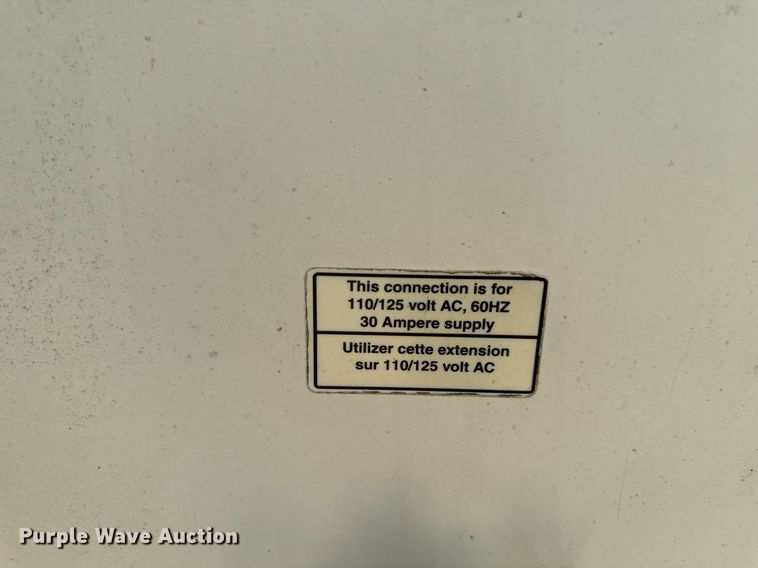 This connection is for
110/125 volt AC, 60HZ
30 Ampere supply
Utilizer cette extension
sur 110/125 volt AC
Purple Wave Auction